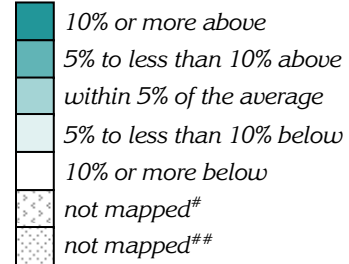 10% or more above
5% to less than 10% above
within 5% of the average
5% to less than 10% below
10% or more below
not mapped#
not mapped##